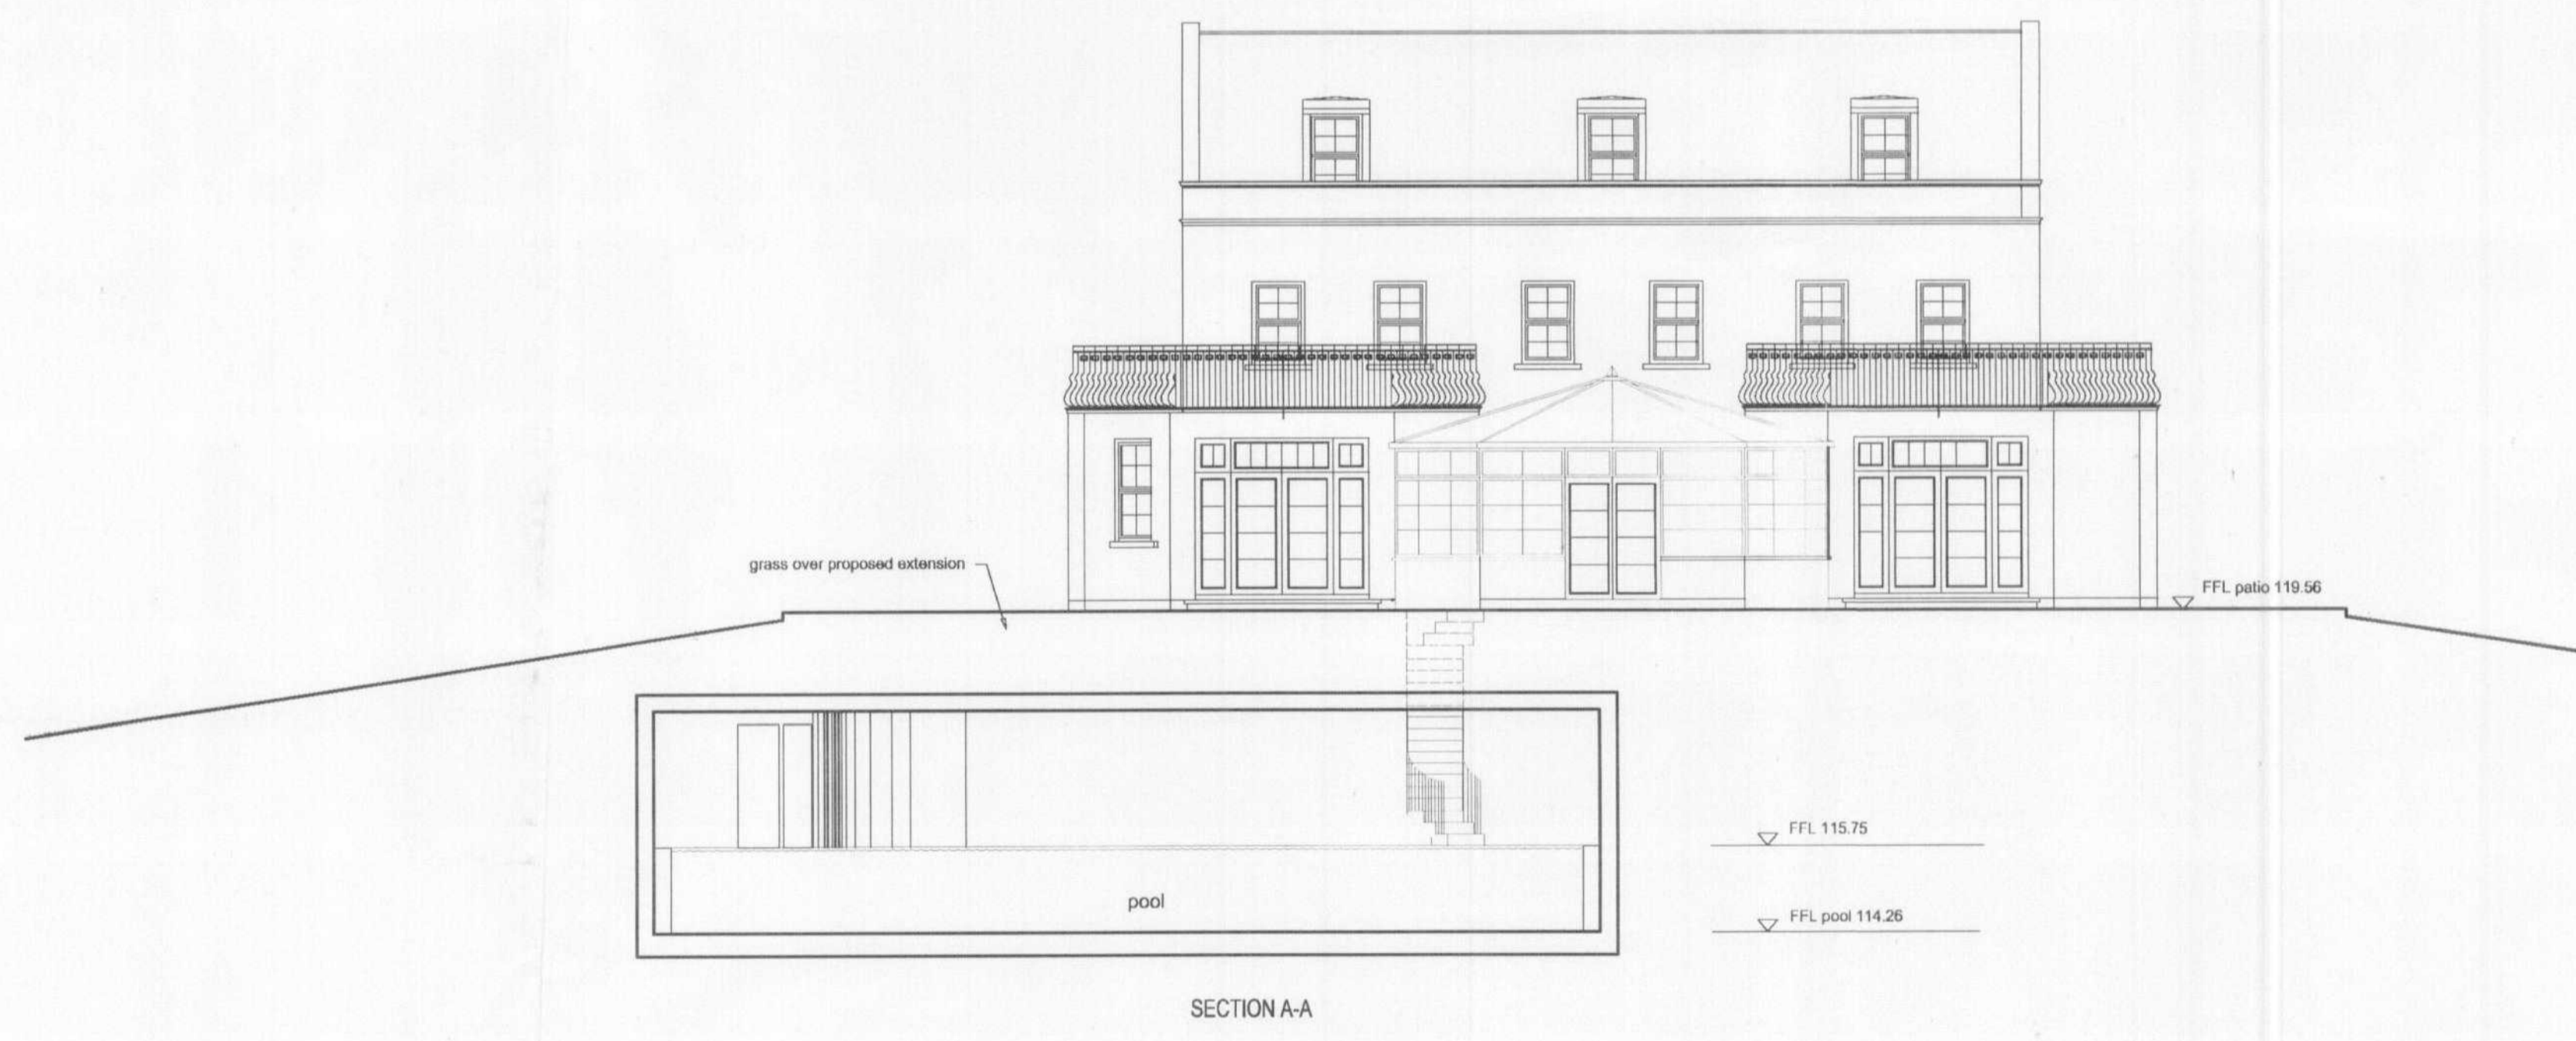 grass over proposed extension
FFL patio 119.56
FFL 115.75
pool
FFL pool 114.26
SECTION A-A